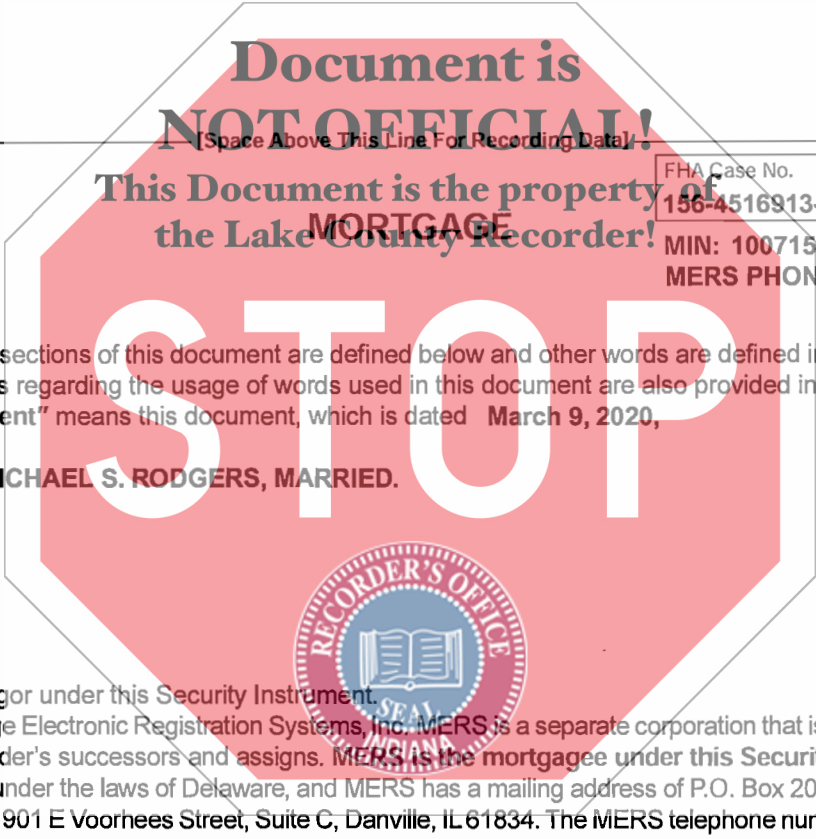 Document is
NOT OFFICIAL!
[Space Above This Line For Recording Data]
This Document is the property of
the Lake County Recorder!
FHA Case No.
156-4516913-
MORTGAGE
MIN: 100715
MERS PHON
STOP
sections of this document are defined below and other words are defined i
s regarding the usage of words used in this document are also provided in
ent” means this document, which is dated March 9, 2020,
ICHAEL S. RODGERS, MARRIED.
RECORDER'S OFFICE
SEAL
INDIANA
gor under this Security Instrument.
e Electronic Registration Systems, Inc. MERS is a separate corporation that is
der's successors and assigns. MERS is the mortgagee under this Securi
under the laws of Delaware, and MERS has a mailing address of P.O. Box 20
901 E Voorhees Street, Suite C, Danville, IL 61834. The MERS telephone num